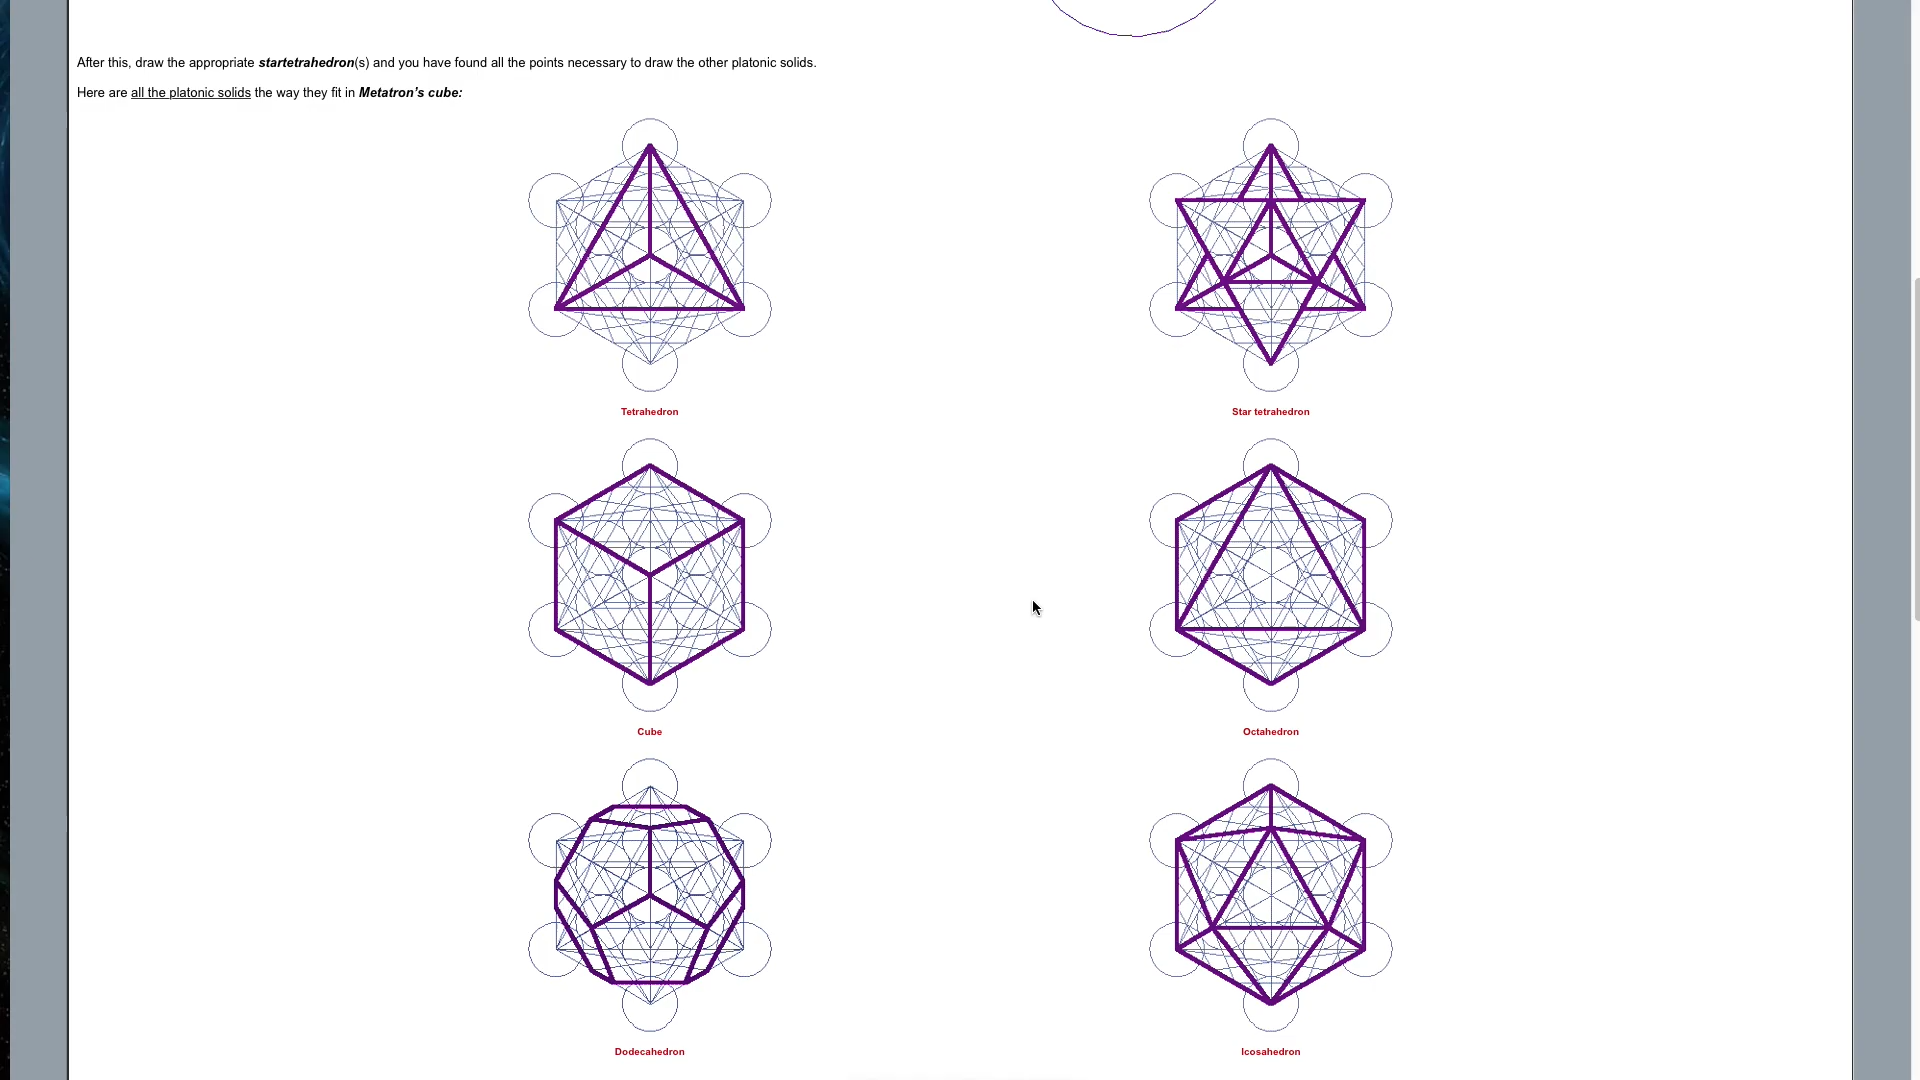 After this, draw the appropriate startetrahedron(s) and you have found all the points necessary to draw the other platonic solids.
Here are all the platonic solids the way they fit in Metatron’s cube:
Tetrahedron
Star tetrahedron
Cube
Octahedron
Dodecahedron
Icosahedron